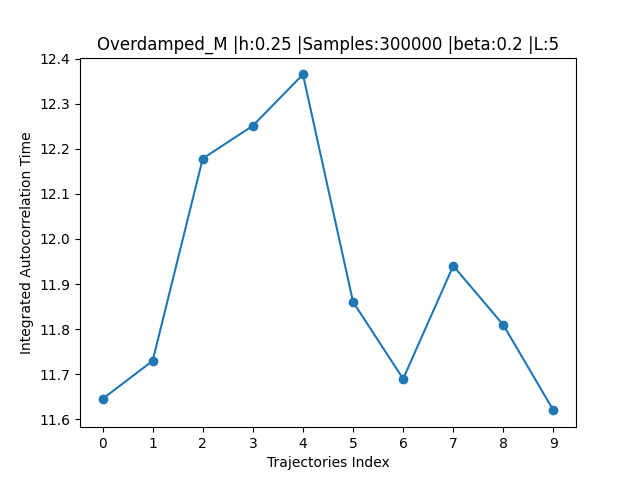 Overdamped_M |h:0.25 |Samples:300000 |beta:0.2 |L:5
12.4
12.3
12.2
12.1
12.0
11.9
11.8
11.7
11.6
Integrated Autocorrelation Time
0 1 2 3 4 5 6 7 8 9
Trajectories Index